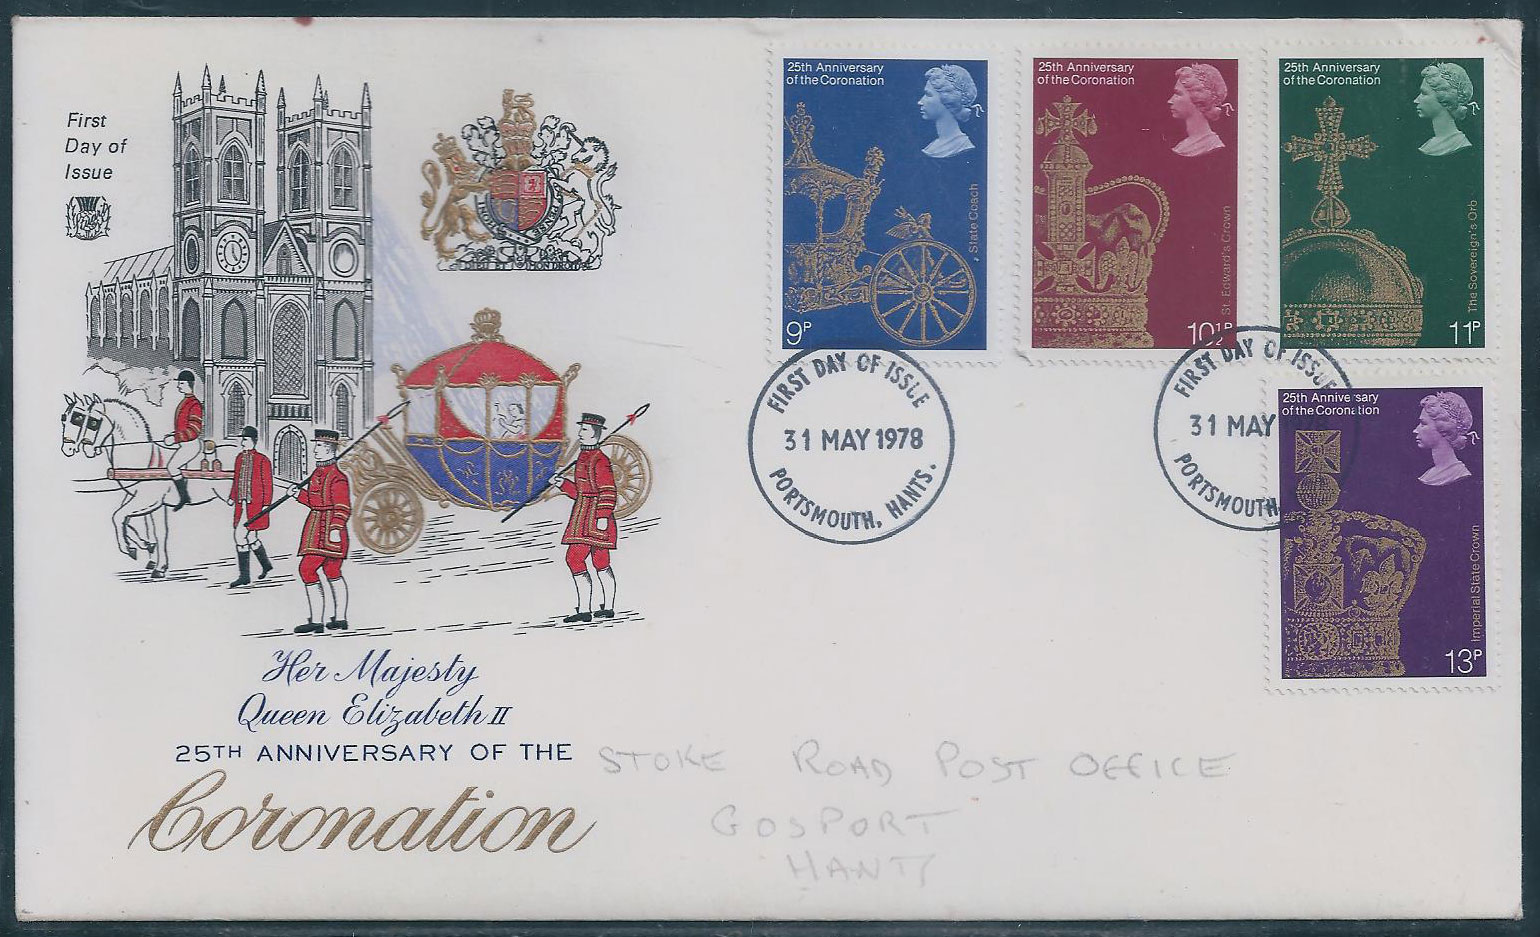 First
Day of
Issue
25th Anniversary
of the Coronation
State Coach
9P
25th Anniversary
of the Coronation
St. Edward's Crown
10½P
25th Anniversary
of the Coronation
The Sovereign's Orb
11P
FIRST DAY OF ISSUE
31 MAY 1978
PORTSMOUTH, HANTS.
FIRST DAY OF ISSUE
31 MAY
PORTSMOUTH
25th Anniversary
of the Coronation
Imperial State Crown
13P
Her Majesty
Queen Elizabeth II
25TH ANNIVERSARY OF THE
Coronation
STOKE ROAD POST OFFICE
GOSPORT
HANTS